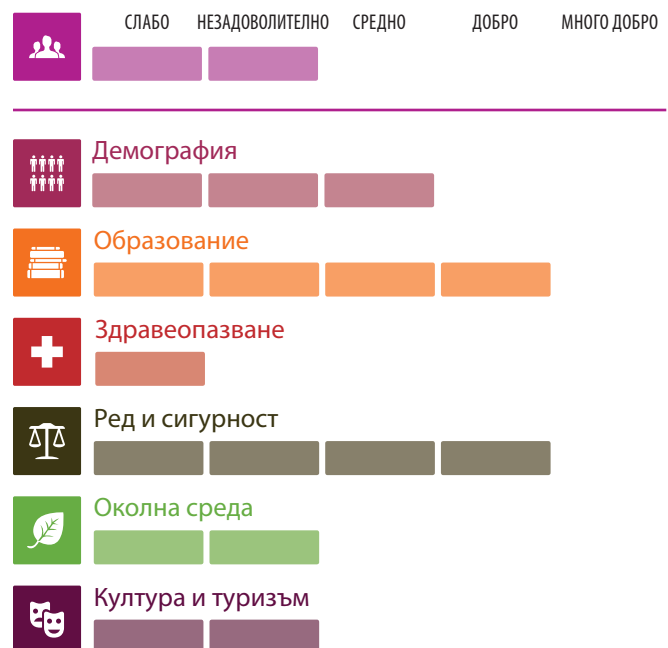 СЛАБО НЕЗАДОВОЛИТЕЛНО СРЕДНО ДОБРО МНОГО ДОБРО
Демография
Образование
Здравеопазване
Ред и сигурност
Околна среда
Култура и туризъм